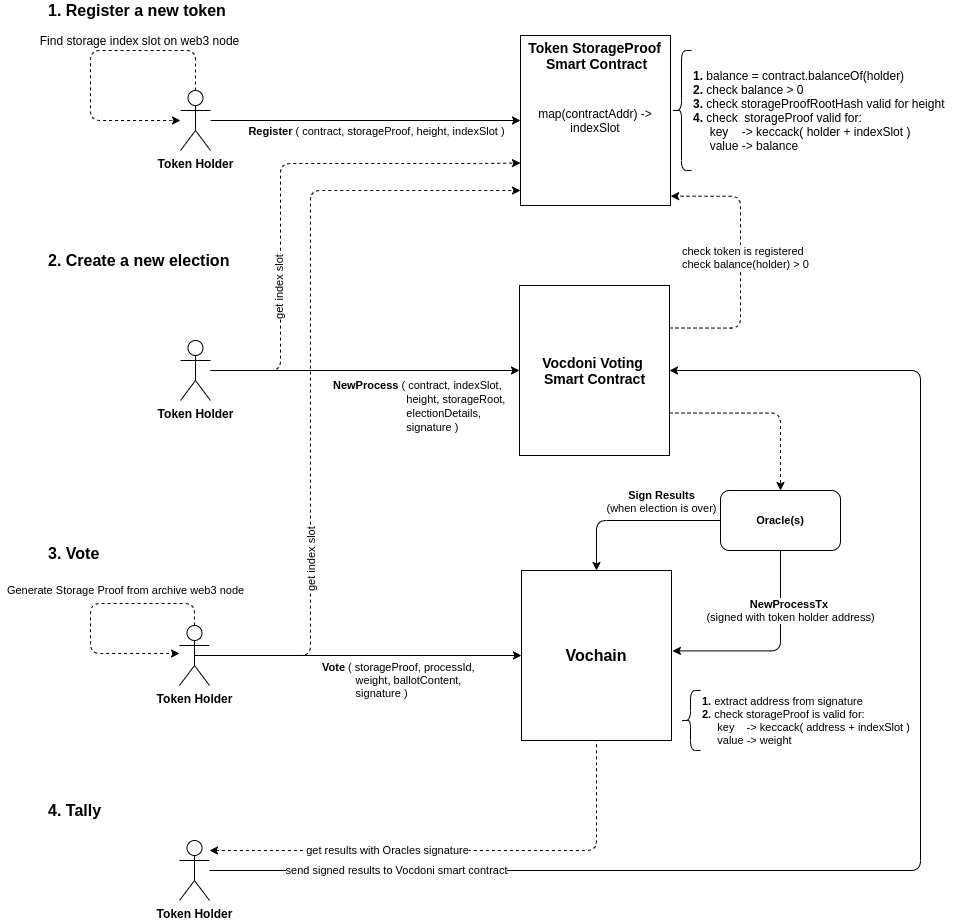 1. Register a new token
Find storage index slot on web3 node
Token Holder
Register ( contract, storageProof, height, indexSlot )
Token StorageProof
Smart Contract
map(contractAddr) ->
indexSlot
1. balance = contract.balanceOf(holder)
2. check balance > 0
3. check storageProofRootHash valid for height
4. check  storageProof valid for:
key    -> keccack( holder + indexSlot )
value -> balance
2. Create a new election
get index slot
check token is registered
check balance(holder) > 0
Token Holder
NewProcess ( contract, indexSlot,
height, storageRoot,
electionDetails,
signature )
Vocdoni Voting
Smart Contract
Sign Results
(when election is over)
Oracle(s)
3. Vote
get index slot
Generate Storage Proof from archive web3 node
Token Holder
Vote ( storageProof, processId,
weight, ballotContent,
signature )
Vochain
NewProcessTx
(signed with token holder address)
1. extract address from signature
2. check storageProof is valid for:
key    -> keccack( address + indexSlot )
value -> weight
4. Tally
get results with Oracles signature
send signed results to Vocdoni smart contract
Token Holder